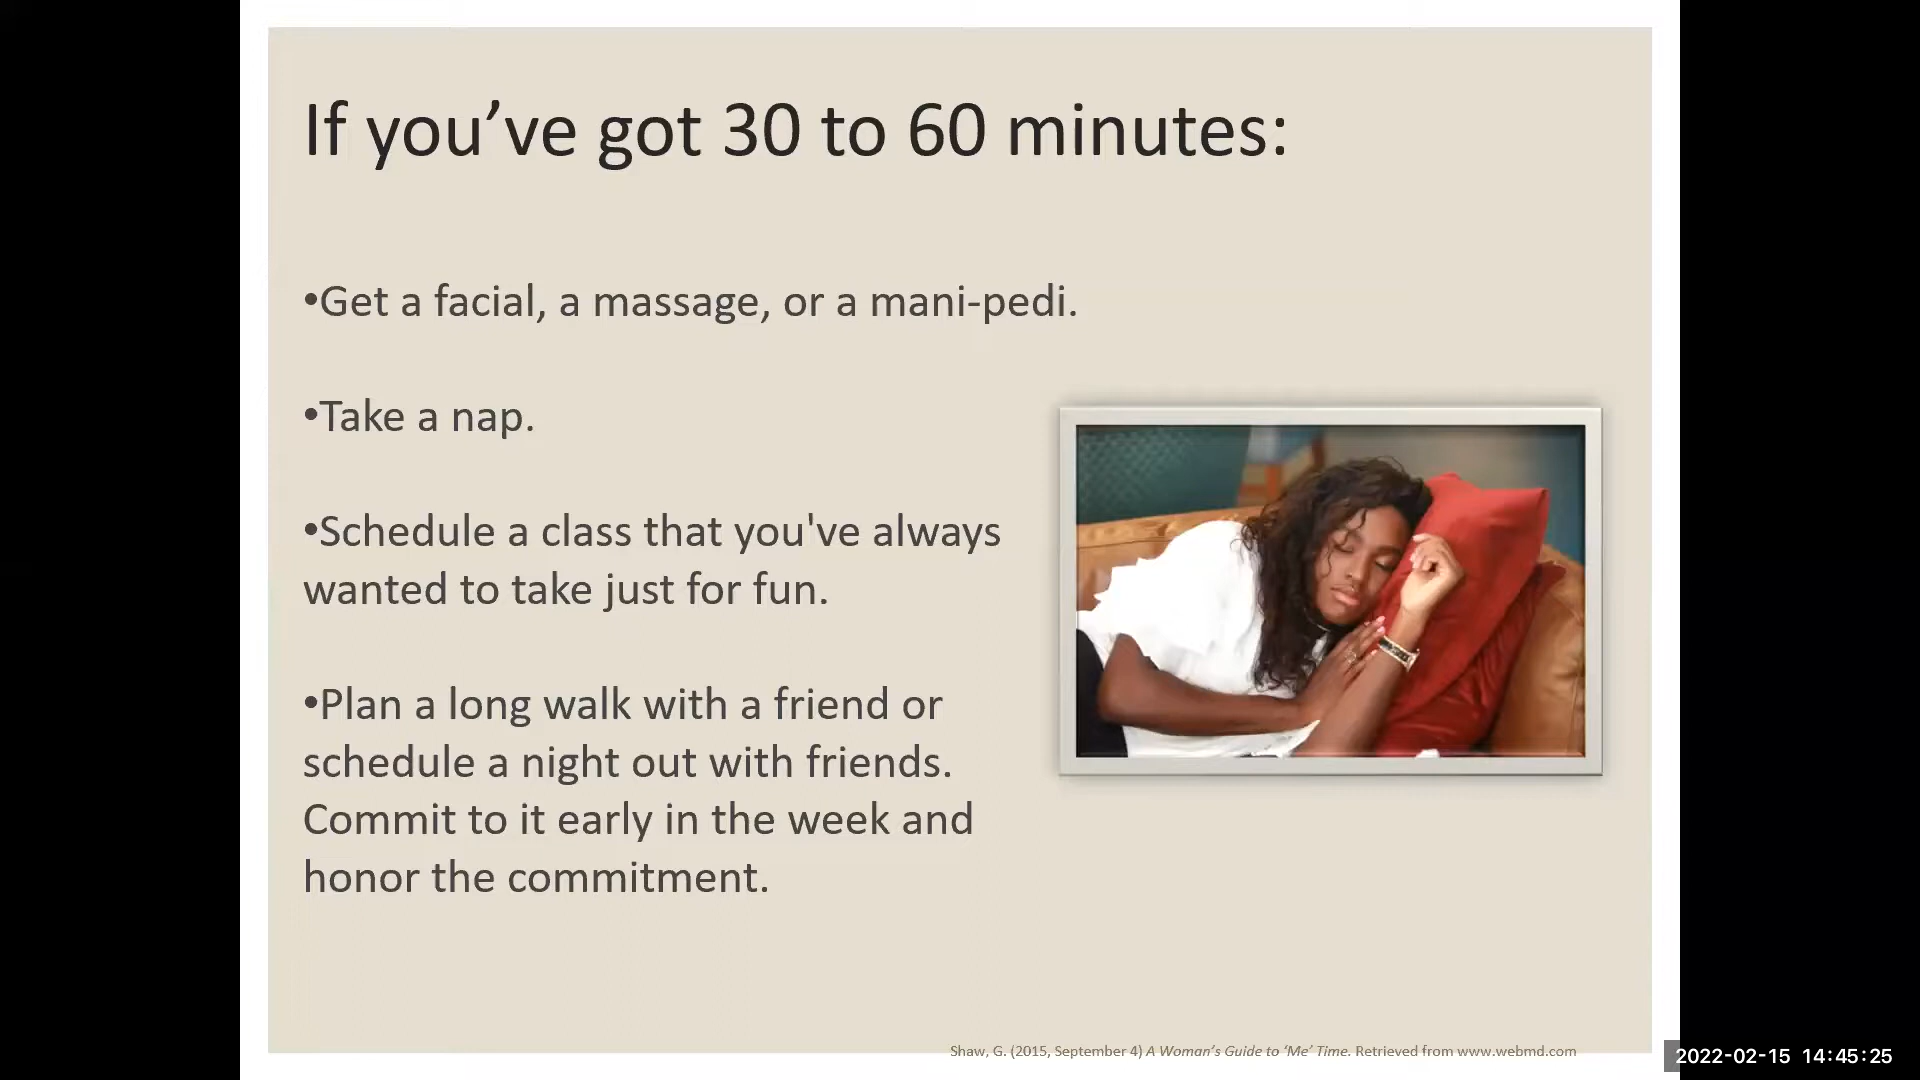 If you’ve got 30 to 60 minutes:
•Get a facial, a massage, or a mani-pedi.
•Take a nap.
•Schedule a class that you've always
wanted to take just for fun.
•Plan a long walk with a friend or
schedule a night out with friends.
Commit to it early in the week and
honor the commitment.
Shaw, G. (2015, September 4) A Woman’s Guide to ‘Me’ Time. Retrieved from www.webmd.com
2022-02-15 14:45:25